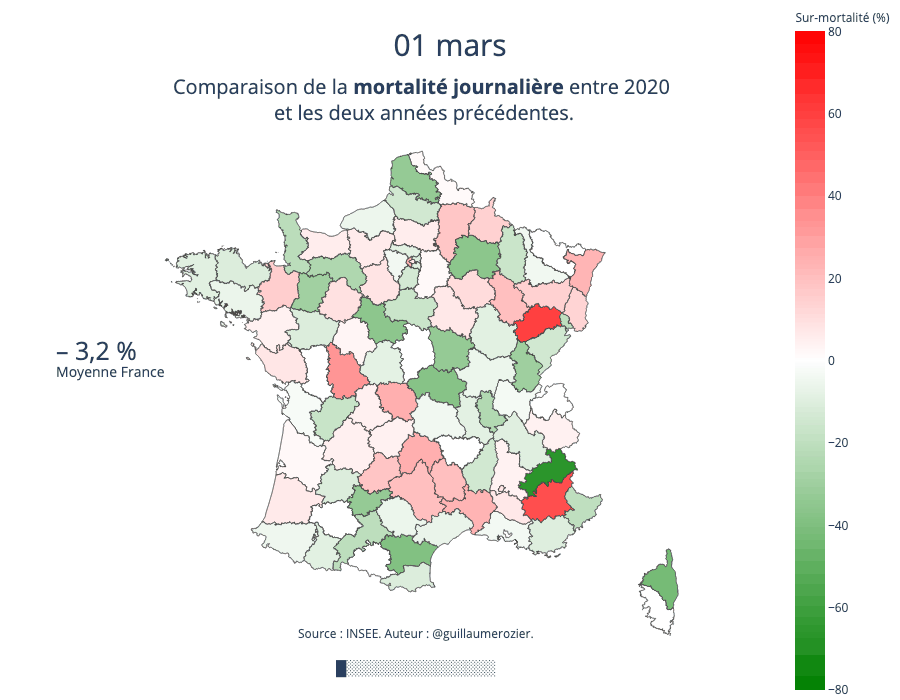 Sur-mortalité (%)
01 mars
Comparaison de la mortalité journalière entre 2020
et les deux années précédentes.
80
60
40
20
0
−20
−40
−60
−80
– 3,2 %
Moyenne France
Source : INSEE. Auteur : @guillaumerozier.